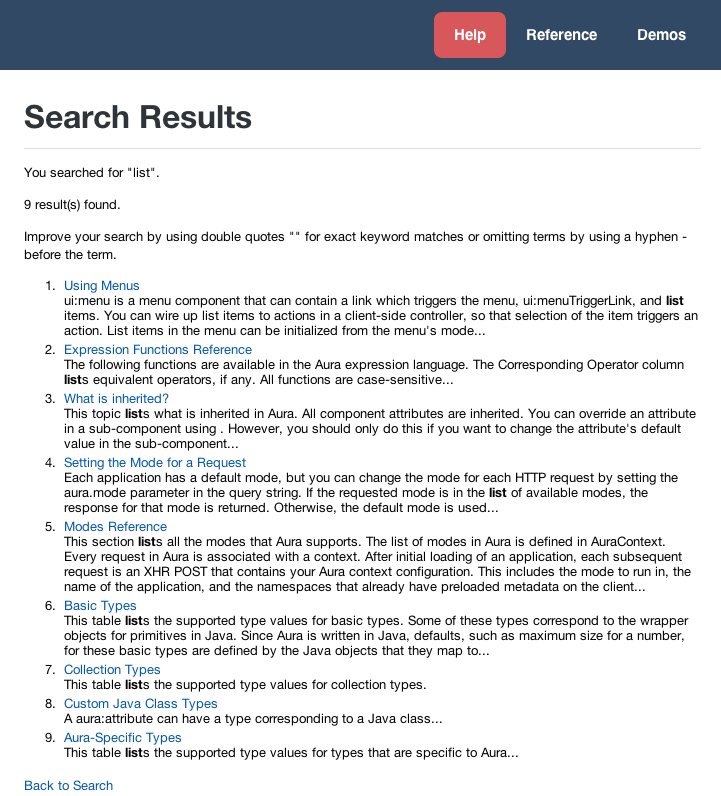 Help Reference Demos
Search Results
You searched for "list".
9 result(s) found.
Improve your search by using double quotes "" for exact keyword matches or omitting terms by using a hyphen -
before the term.
1. Using Menus
ui:menu is a menu component that can contain a link which triggers the menu, ui:menuTriggerLink, and list
items. You can wire up list items to actions in a client-side controller, so that selection of the item triggers an
action. List items in the menu can be initialized from the menu's mode...
2. Expression Functions Reference
The following functions are available in the Aura expression language. The Corresponding Operator column
lists equivalent operators, if any. All functions are case-sensitive...
3. What is inherited?
This topic lists what is inherited in Aura. All component attributes are inherited. You can override an attribute
in a sub-component using . However, you should only do this if you want to change the attribute's default
value in the sub-component...
4. Setting the Mode for a Request
Each application has a default mode, but you can change the mode for each HTTP request by setting the
aura.mode parameter in the query string. If the requested mode is in the list of available modes, the
response for that mode is returned. Otherwise, the default mode is used...
5. Modes Reference
This section lists all the modes that Aura supports. The list of modes in Aura is defined in AuraContext.
Every request in Aura is associated with a context. After initial loading of an application, each subsequent
request is an XHR POST that contains your Aura context configuration. This includes the mode to run in, the
name of the application, and the namespaces that already have preloaded metadata on the client...
6. Basic Types
This table lists the supported type values for basic types. Some of these types correspond to the wrapper
objects for primitives in Java. Since Aura is written in Java, defaults, such as maximum size for a number,
for these basic types are defined by the Java objects that they map to...
7. Collection Types
This table lists the supported type values for collection types.
8. Custom Java Class Types
A aura:attribute can have a type corresponding to a Java class...
9. Aura-Specific Types
This table lists the supported type values for types that are specific to Aura...
Back to Search